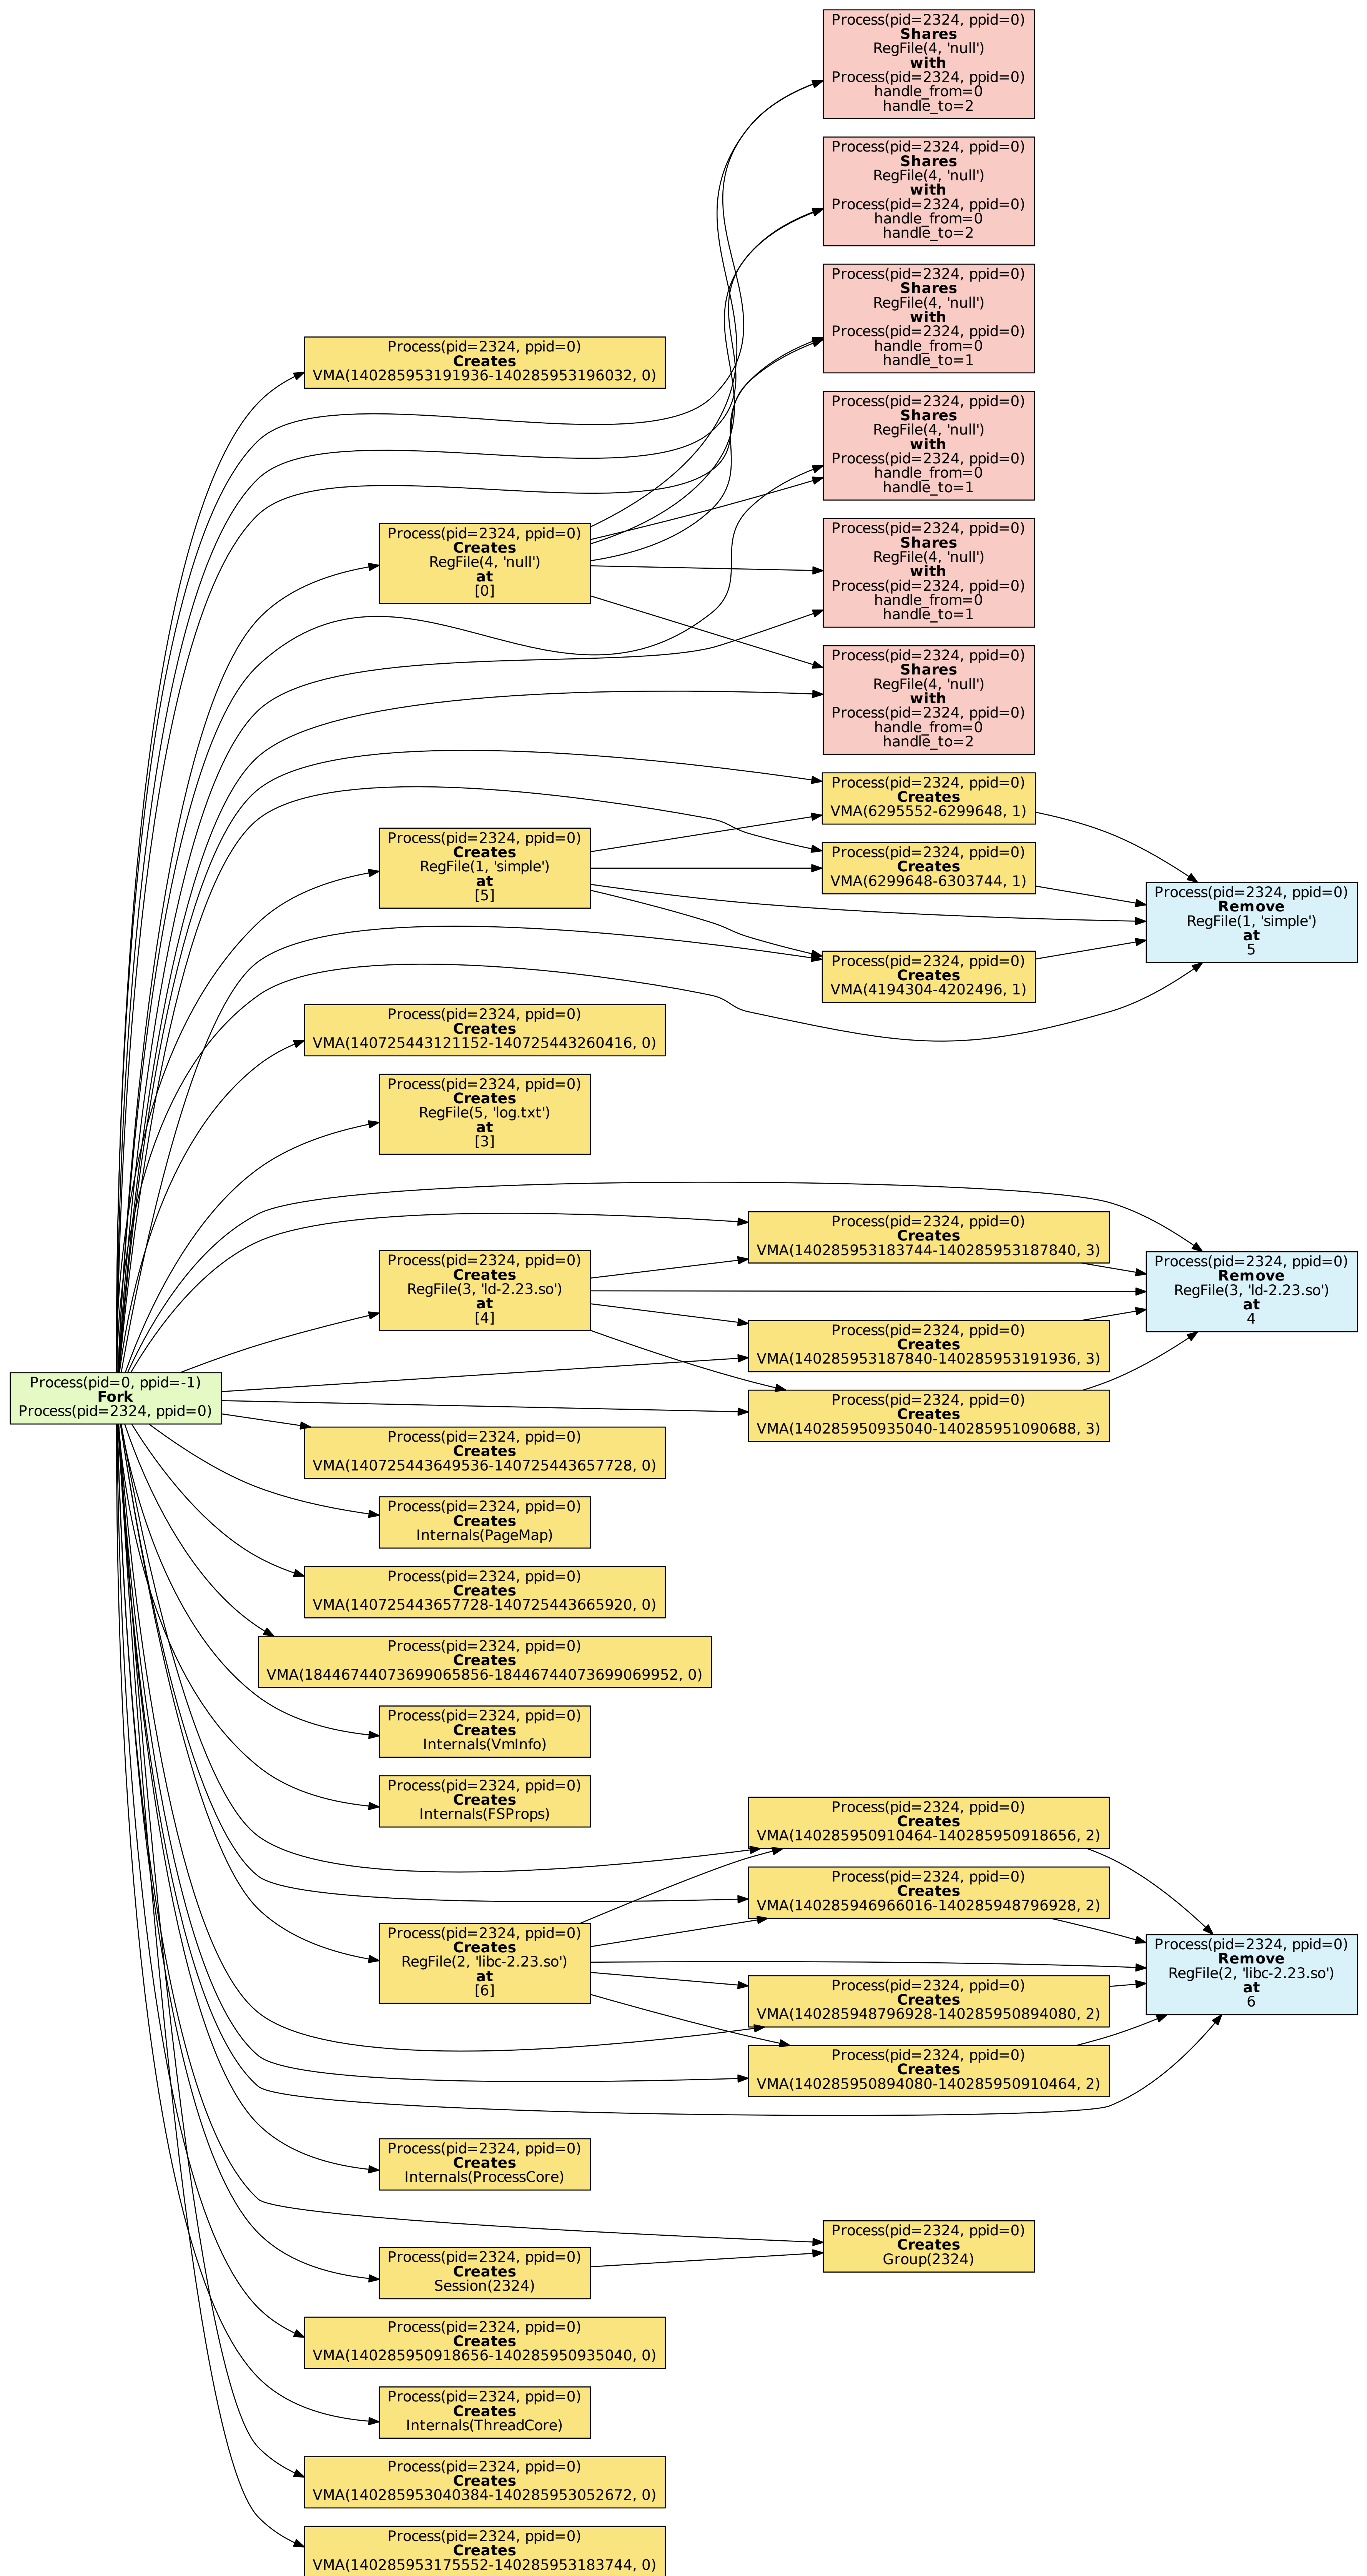 Process(pid=2324, ppid=0)
Shares
RegFile(4, 'null')
with
Process(pid=2324, ppid=0)
handle_from=0
handle_to=2
Process(pid=2324, ppid=0)
Shares
RegFile(4, 'null')
with
Process(pid=2324, ppid=0)
handle_from=0
handle_to=2
Process(pid=2324, ppid=0)
Shares
RegFile(4, 'null')
with
Process(pid=2324, ppid=0)
handle_from=0
handle_to=1
Process(pid=2324, ppid=0)
Creates
VMA(140285953191936-140285953196032, 0)
Process(pid=2324, ppid=0)
Shares
RegFile(4, 'null')
with
Process(pid=2324, ppid=0)
handle_from=0
handle_to=1
Process(pid=2324, ppid=0)
Creates
RegFile(4, 'null')
at
[0]
Process(pid=2324, ppid=0)
Shares
RegFile(4, 'null')
with
Process(pid=2324, ppid=0)
handle_from=0
handle_to=1
Process(pid=2324, ppid=0)
Shares
RegFile(4, 'null')
with
Process(pid=2324, ppid=0)
handle_from=0
handle_to=2
Process(pid=2324, ppid=0)
Creates
VMA(6295552-6299648, 1)
Process(pid=2324, ppid=0)
Creates
RegFile(1, 'simple')
at
[5]
Process(pid=2324, ppid=0)
Creates
VMA(6299648-6303744, 1)
Process(pid=2324, ppid=0)
Remove
RegFile(1, 'simple')
at
5
Process(pid=2324, ppid=0)
Creates
VMA(4194304-4202496, 1)
Process(pid=2324, ppid=0)
Creates
VMA(140725443121152-140725443260416, 0)
Process(pid=2324, ppid=0)
Creates
RegFile(5, 'log.txt')
at
[3]
Process(pid=2324, ppid=0)
Creates
VMA(140285953183744-140285953187840, 3)
Process(pid=2324, ppid=0)
Creates
RegFile(3, 'ld-2.23.so')
at
[4]
Process(pid=2324, ppid=0)
Remove
RegFile(3, 'ld-2.23.so')
at
4
Process(pid=2324, ppid=0)
Creates
VMA(140285953187840-140285953191936, 3)
Process(pid=0, ppid=-1)
Fork
Process(pid=2324, ppid=0)
Process(pid=2324, ppid=0)
Creates
VMA(140285950935040-140285951090688, 3)
Process(pid=2324, ppid=0)
Creates
VMA(140725443649536-140725443657728, 0)
Process(pid=2324, ppid=0)
Creates
Internals(PageMap)
Process(pid=2324, ppid=0)
Creates
VMA(140725443657728-140725443665920, 0)
Process(pid=2324, ppid=0)
Creates
VMA(18446744073699065856-18446744073699069952, 0)
Process(pid=2324, ppid=0)
Creates
Internals(VmInfo)
Process(pid=2324, ppid=0)
Creates
Internals(FSProps)
Process(pid=2324, ppid=0)
Creates
VMA(140285950910464-140285950918656, 2)
Process(pid=2324, ppid=0)
Creates
VMA(140285946966016-140285948796928, 2)
Process(pid=2324, ppid=0)
Creates
RegFile(2, 'libc-2.23.so')
at
[6]
Process(pid=2324, ppid=0)
Remove
RegFile(2, 'libc-2.23.so')
at
6
Process(pid=2324, ppid=0)
Creates
VMA(140285948796928-140285950894080, 2)
Process(pid=2324, ppid=0)
Creates
VMA(140285950894080-140285950910464, 2)
Process(pid=2324, ppid=0)
Creates
Internals(ProcessCore)
Process(pid=2324, ppid=0)
Creates
Group(2324)
Process(pid=2324, ppid=0)
Creates
Session(2324)
Process(pid=2324, ppid=0)
Creates
VMA(140285950918656-140285950935040, 0)
Process(pid=2324, ppid=0)
Creates
Internals(ThreadCore)
Process(pid=2324, ppid=0)
Creates
VMA(140285953040384-140285953052672, 0)
Process(pid=2324, ppid=0)
Creates
VMA(140285953175552-140285953183744, 0)